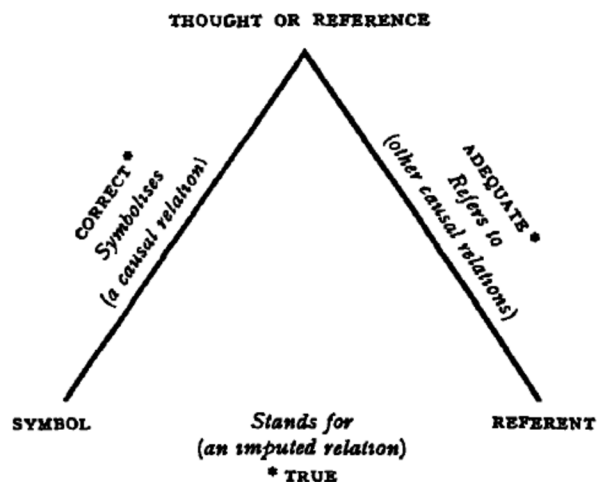 THOUGHT OR REFERENCE
CORRECT *
Symbolises
(a causal relation)
ADEQUATE *
Refers to
(other causal relations)
SYMBOL
Stands for
(an imputed relation)
* TRUE
REFERENT